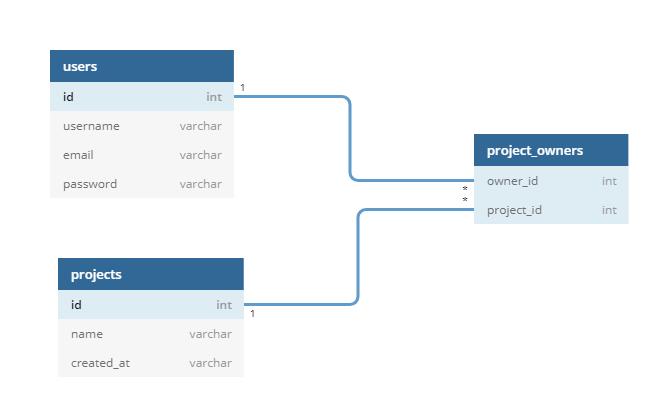 users
id int
username varchar
email varchar
password varchar
1
project_owners
owner_id int
project_id int
*
*
projects
id int
name varchar
created_at varchar
1